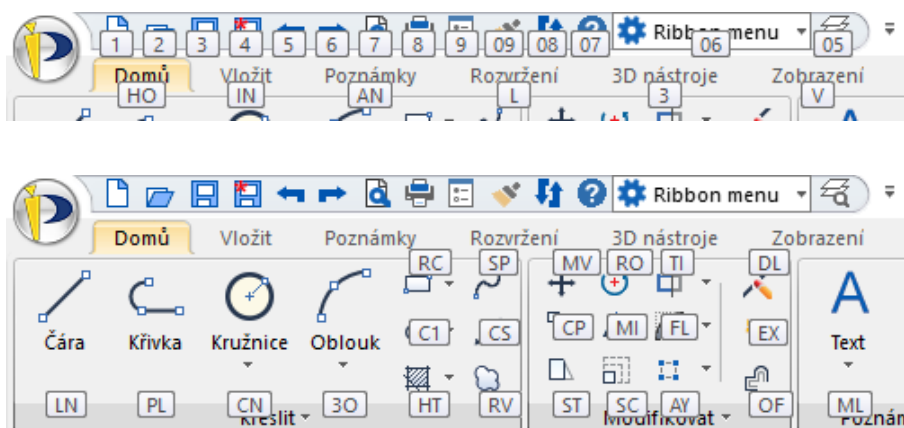 1 2 3 4 5 6 7 8 9 09 08 07 Ribbon menu 06 05
Domů Vložit Poznámky Rozvržení 3D nástroje Zobrazení
HO IN AN L 3 V
Ribbon menu
Domů Vložit Poznámky Rozvržení 3D nástroje Zobrazení
RC SP MV RO TI DL
C1 CS CP MI FL EX
Čára Křivka Kružnice Oblouk Text
LN PL CN 3O HT RV ST SC AY OF ML
Kreslit Modifikovat Poznám